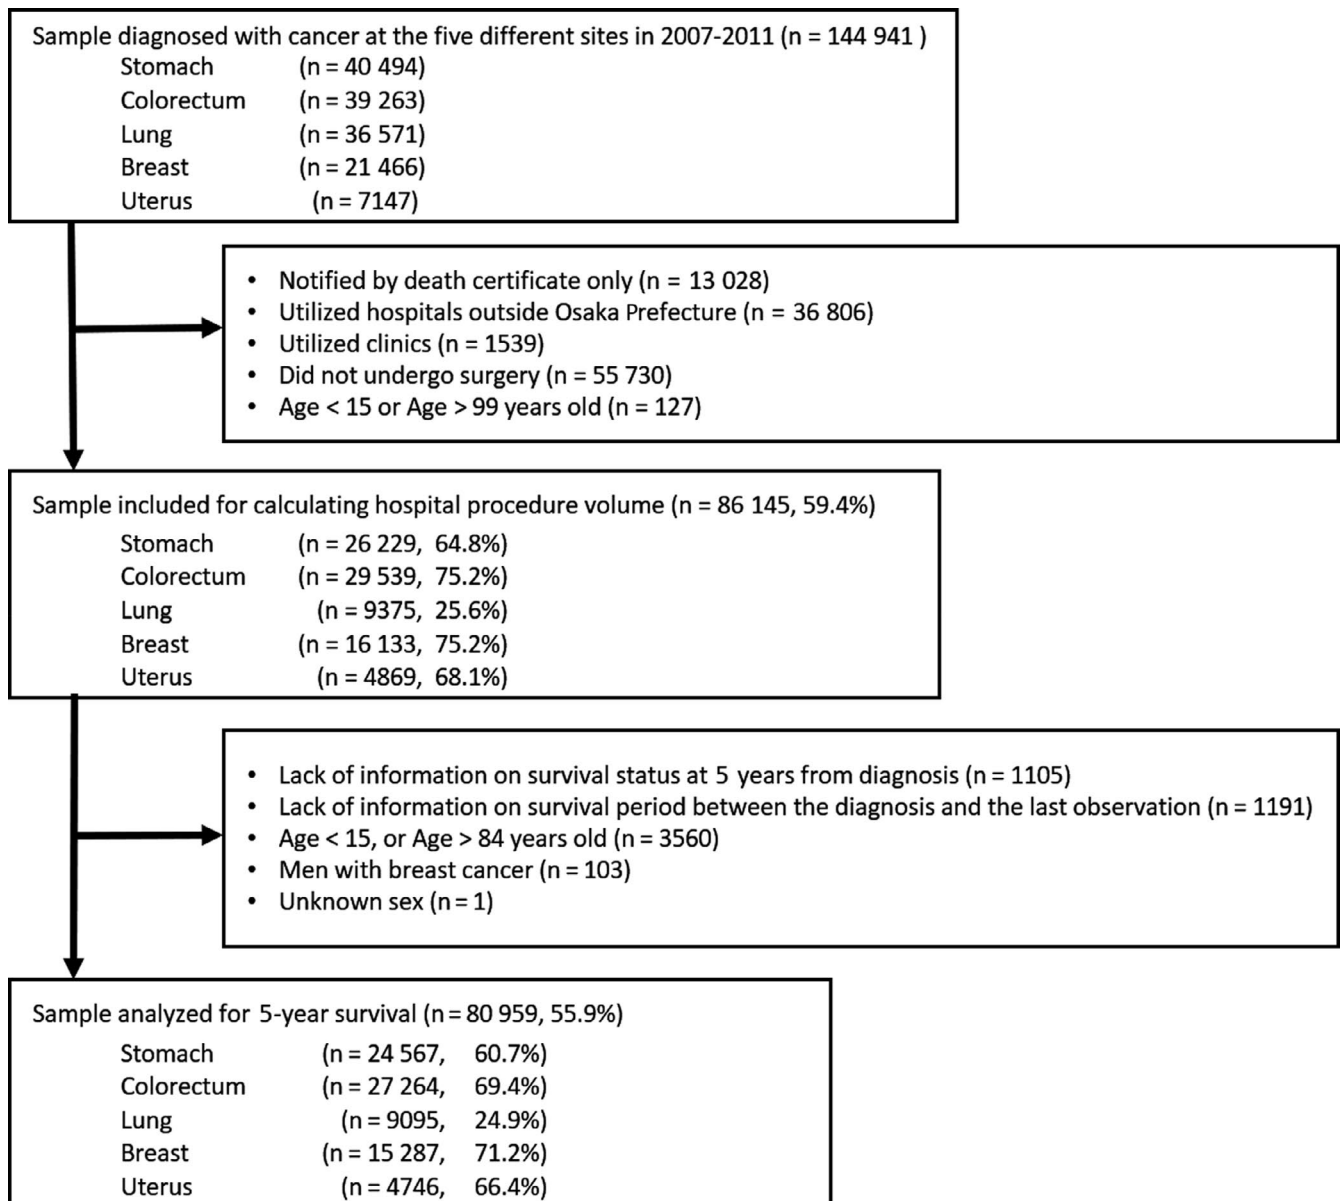 Sample diagnosed with cancer at the five different sites in 2007-2011 (n = 144 941 )
Stomach (n = 40 494)
Colorectum (n = 39 263)
Lung (n = 36 571)
Breast (n = 21 466)
Uterus (n = 7147)
• Notified by death certificate only (n = 13 028)
• Utilized hospitals outside Osaka Prefecture (n = 36 806)
• Utilized clinics (n = 1539)
• Did not undergo surgery (n = 55 730)
• Age < 15 or Age > 99 years old (n = 127)
Sample included for calculating hospital procedure volume (n = 86 145, 59.4%)
Stomach (n = 26 229, 64.8%)
Colorectum (n = 29 539, 75.2%)
Lung (n = 9375, 25.6%)
Breast (n = 16 133, 75.2%)
Uterus (n = 4869, 68.1%)
• Lack of information on survival status at 5 years from diagnosis (n = 1105)
• Lack of information on survival period between the diagnosis and the last observation (n = 1191)
• Age < 15, or Age > 84 years old (n = 3560)
• Men with breast cancer (n = 103)
• Unknown sex (n = 1)
Sample analyzed for 5-year survival (n = 80 959, 55.9%)
Stomach (n = 24 567, 60.7%)
Colorectum (n = 27 264, 69.4%)
Lung (n = 9095, 24.9%)
Breast (n = 15 287, 71.2%)
Uterus (n = 4746, 66.4%)